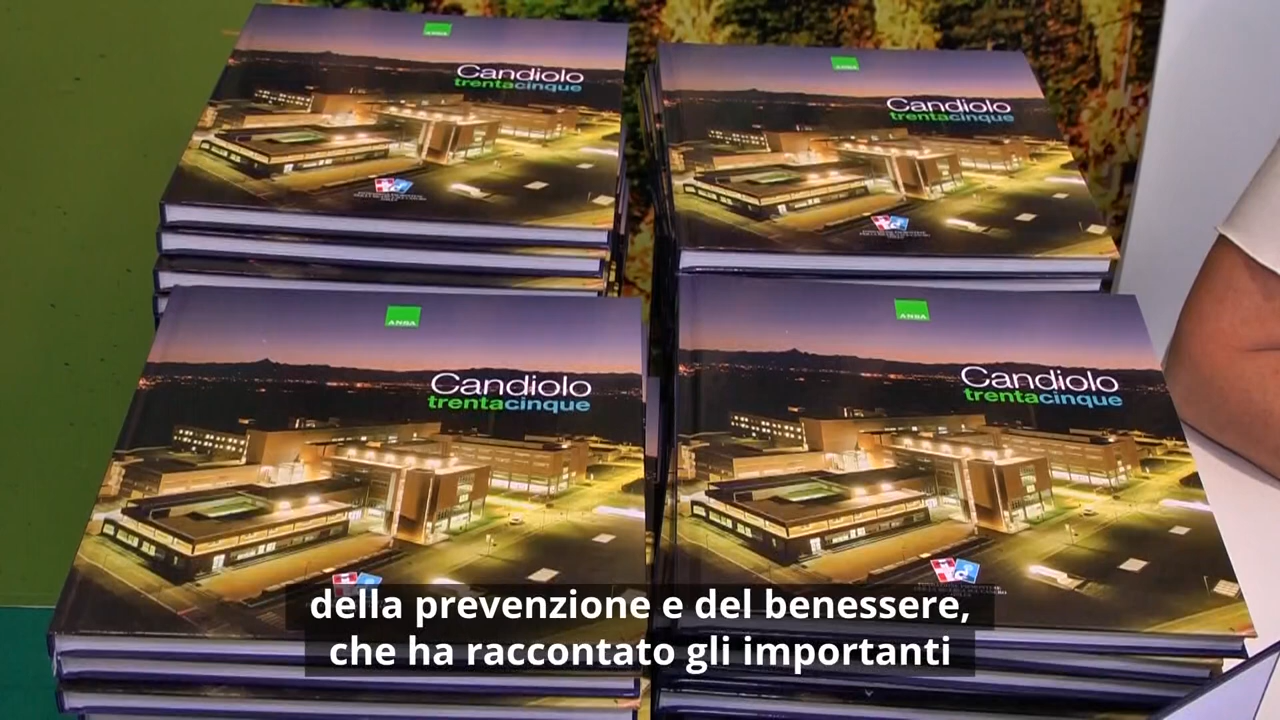 ANSA
Candiolo
trentacinque
ANSA
Candiolo
trentacinque
ANSA
Candiolo
trentacinque
ANSA
Candiolo
trentacinque
della prevenzione e del benessere,
che ha raccontato gli importanti